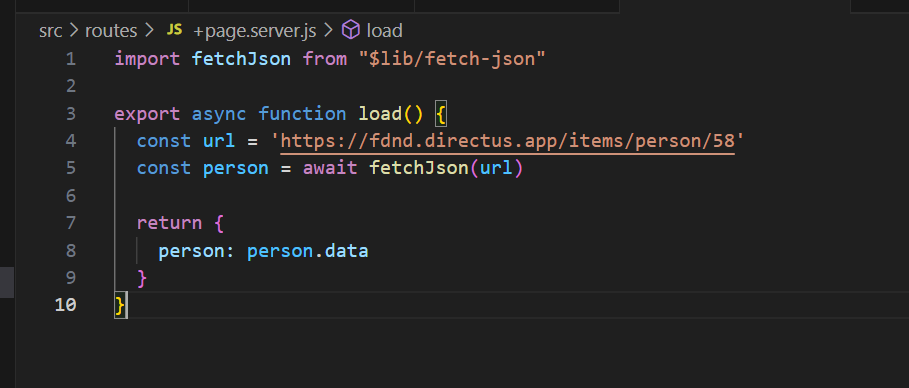 src > routes > JS +page.server.js > load
1 import fetchJson from "$lib/fetch-json"
2
3 export async function load() {
4   const url = 'https://fdnd.directus.app/items/person/58'
5   const person = await fetchJson(url)
6
7   return {
8     person: person.data
9   }
10 }